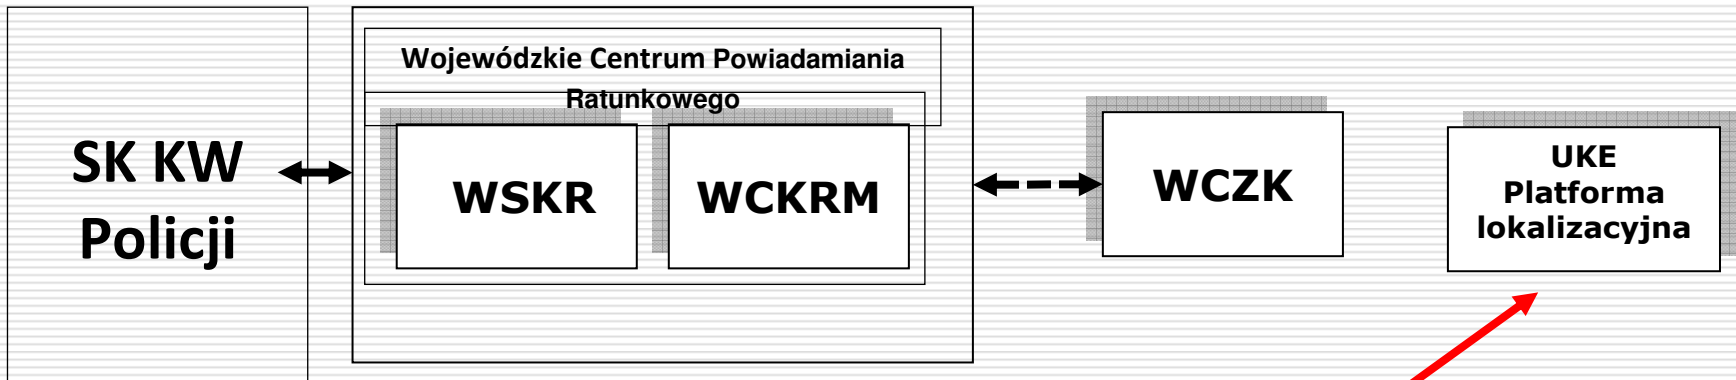 Wojewódzkie Centrum Powiadamiania
Ratunkowego
SK KW
Policji
WSKR
WCKRM
WCZK
UKE
Platforma
lokalizacyjna